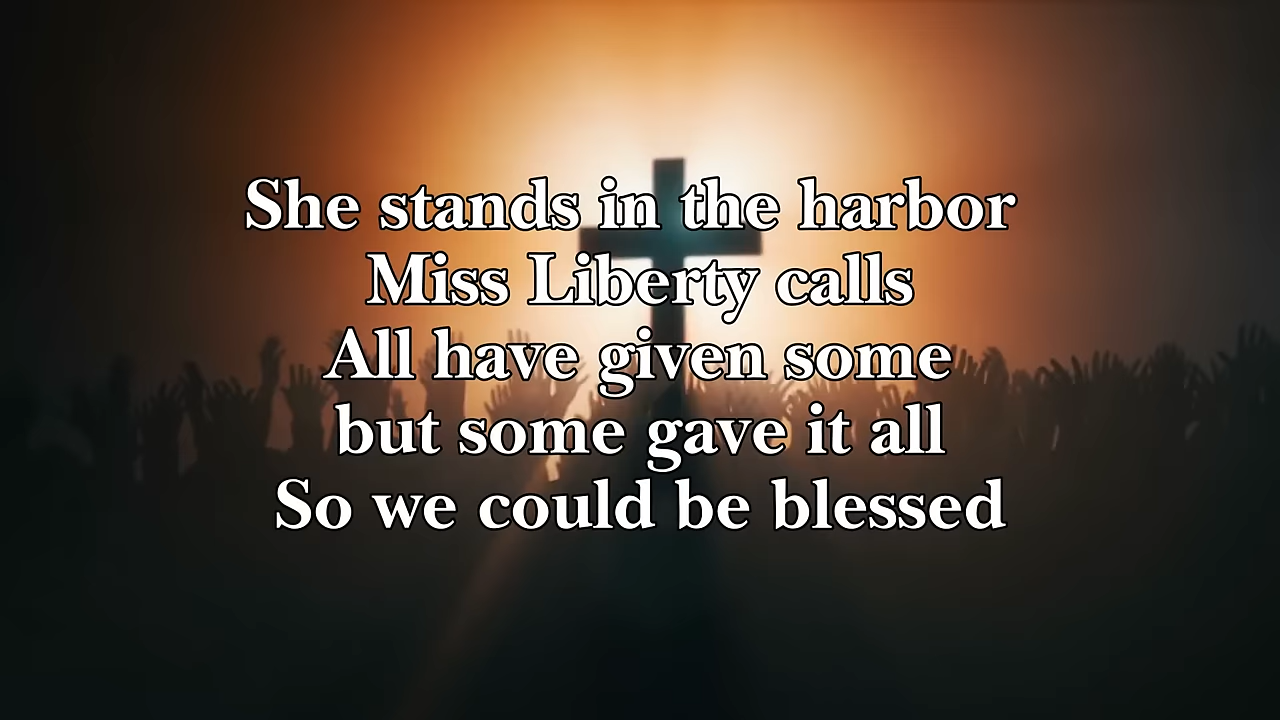 She stands in the harbor
Miss Liberty calls
All have given some
but some gave it all
So we could be blessed